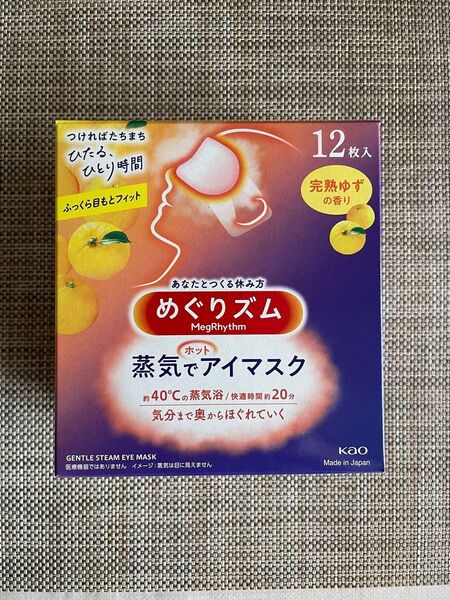 つければたちまち
ひたる、
ひとり時間
ふっくら目もとフィット
12枚入
完熟ゆず
の香り
あなたとつくる休み方
めぐりズム
MegRhythm
ホット
蒸気でアイマスク
約40℃の蒸気浴/快適時間 約20分
気分まで奥からほぐれていく
GENTLE STEAM EYE MASK
医療機器ではありません イメージ:蒸気は目に見えません
Kao
Made in Japan